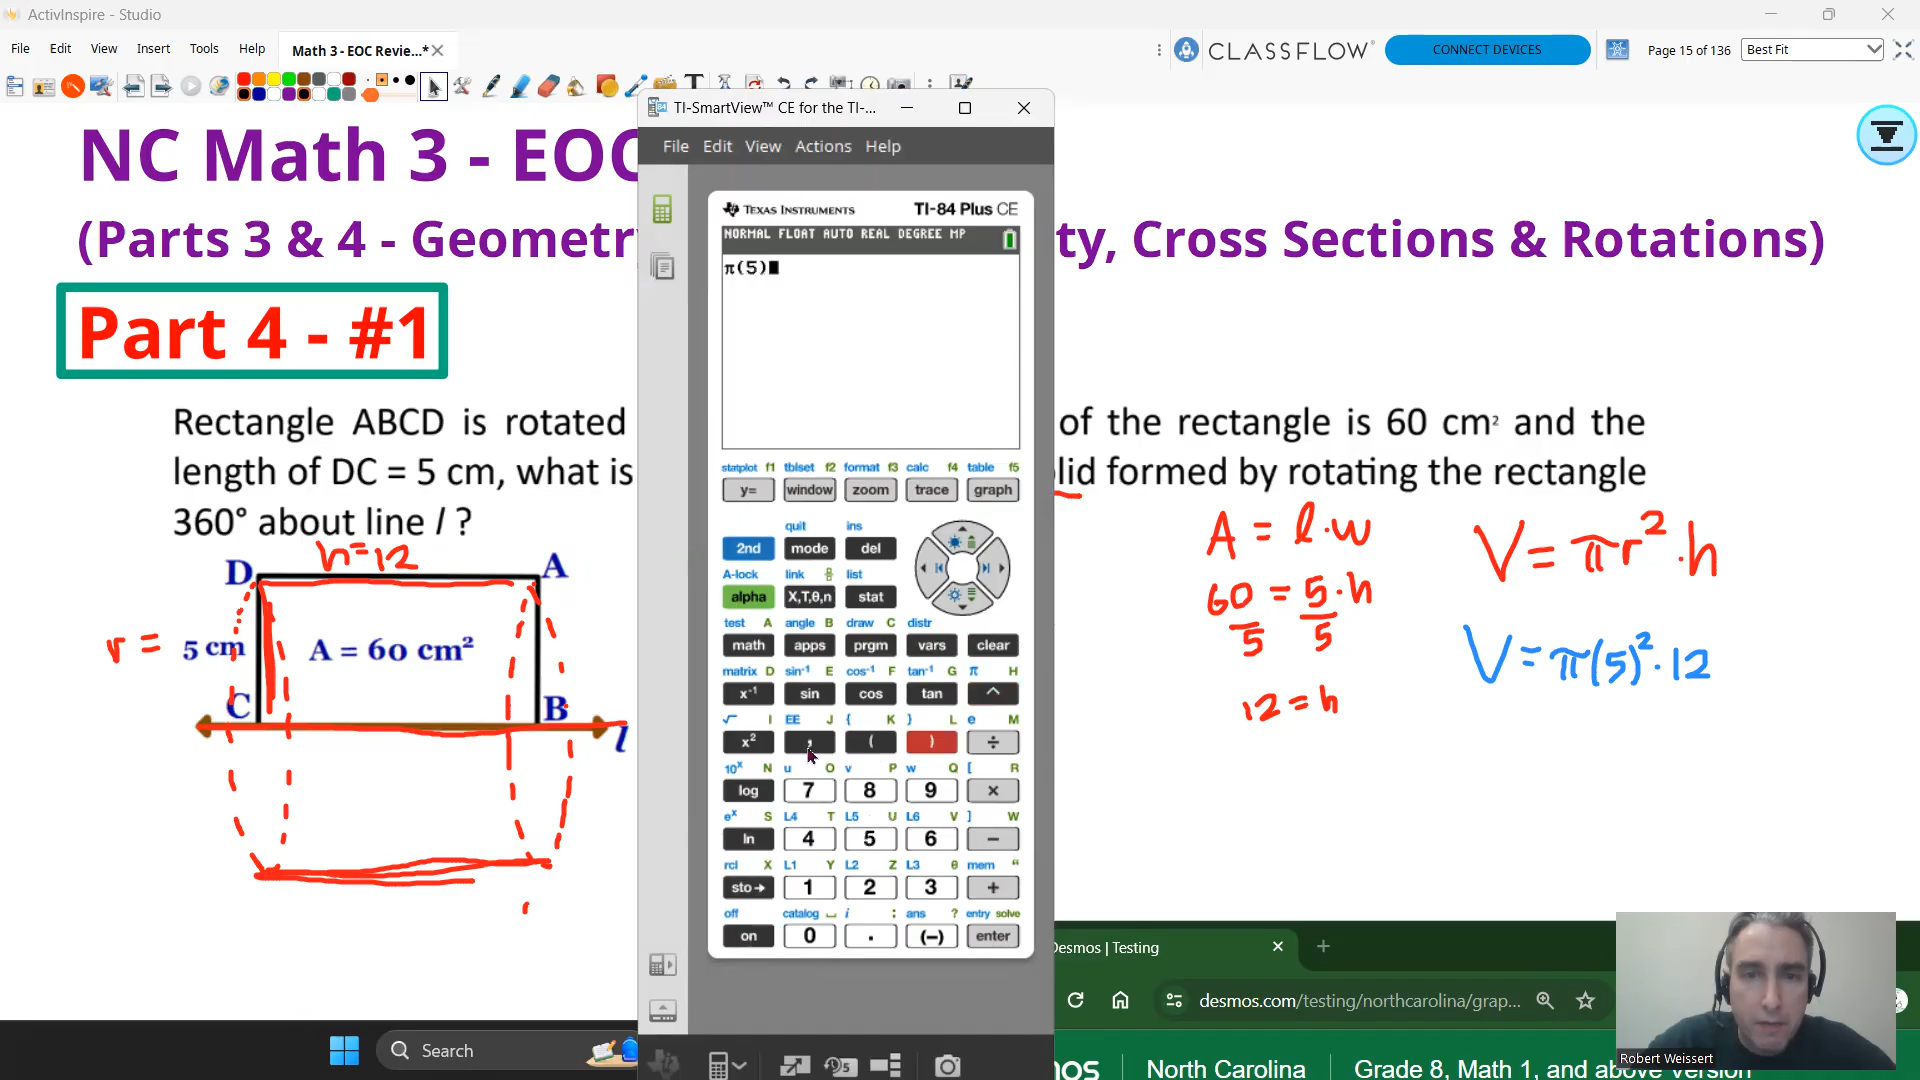 ActivInspire - Studio
File Edit View Insert Tools Help
Math 3 - EOC Revie...*
CLASSFLOW
CONNECT DEVICES
Page 15 of 136
Best Fit
NC Math 3 - EOC
(Parts 3 & 4 - Geometry
ty, Cross Sections & Rotations)
Part 4 - #1
Rectangle ABCD is rotated
of the rectangle is 60 cm² and the
length of DC = 5 cm, what is
lid formed by rotating the rectangle
360° about line l ?
h=12
D
A
r =
5 cm
A = 60 cm²
C
B
l
A = l·w
60 = 5·h
5 5
12 = h
V = πr²·h
V = π(5)²·12
TI-SmartView™ CE for the TI-...
File Edit View Actions Help
TEXAS INSTRUMENTS TI-84 Plus CE
NORMAL FLOAT AUTO REAL DEGREE MP
π(5)
statplot f1 tblset f2 format f3 calc f4 table f5
y= window zoom trace graph
quit ins
2nd mode del
A-lock link list
alpha X,T,θ,n stat
test A angle B draw C distr
math apps prgm vars clear
matrix D sin⁻¹ E cos⁻¹ F tan⁻¹ G π H
x⁻¹ sin cos tan ^
√ I EE J { K } L e M
x² , ( ) ÷
10ˣ N u O v P w Q [ R
log 7 8 9 ×
eˣ S L4 T L5 U L6 V ] W
ln 4 5 6 −
rcl X L1 Y L2 Z L3 θ mem “
sto→ 1 2 3 +
off catalog i : ans ? entry solve
on 0 . (−) enter
Desmos | Testing
desmos.com/testing/northcarolina/grap...
mos
North Carolina
Grade 8, Math 1, and above version
Robert Weissert
Search